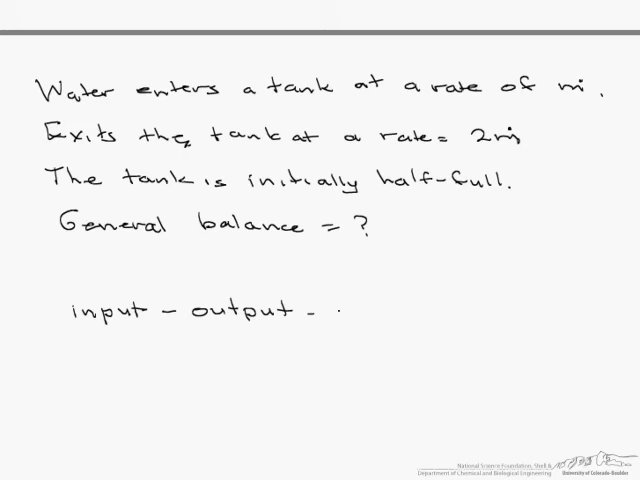 Water enters a tank at a rate of ṁ.
Exits the tank at a rate = 2ṁ
The tank is initially half-full.
General balance = ?
input - output -
National Science Foundation, Shell &
Department of Chemical and Biological Engineering
University of Colorado-Boulder